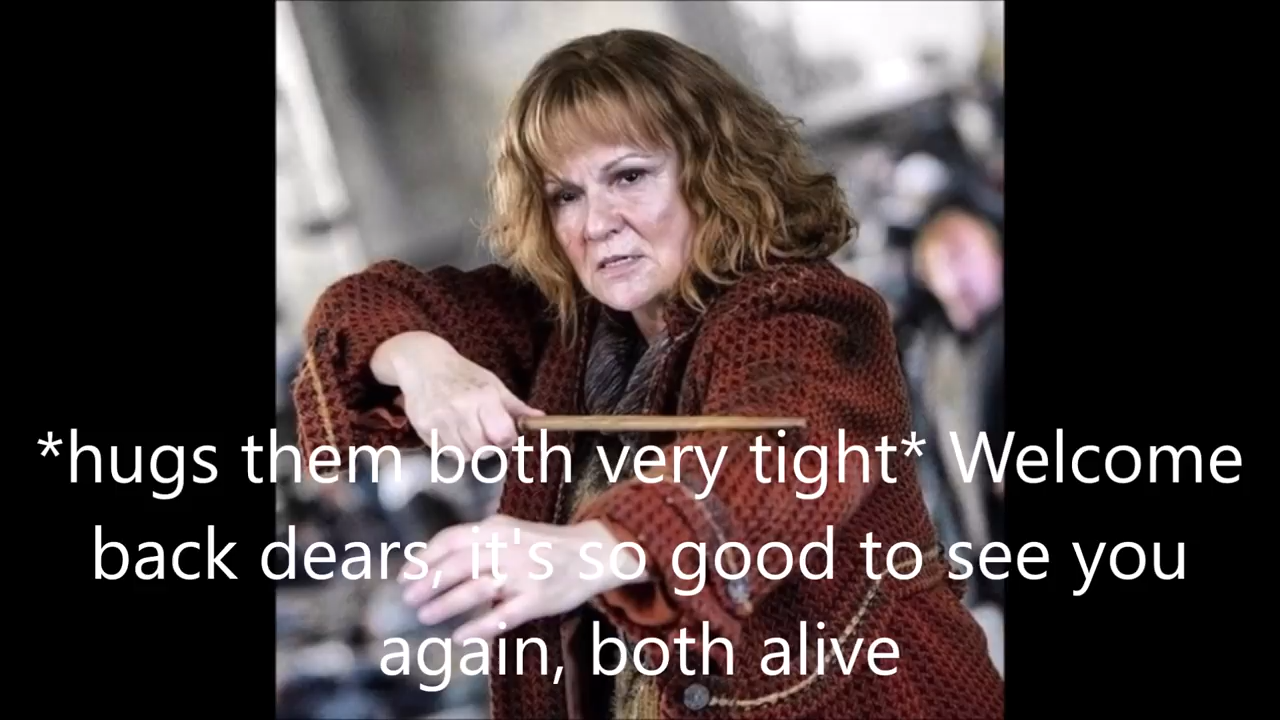 *hugs them both very tight* Welcome
back dears, it's so good to see you
again, both alive